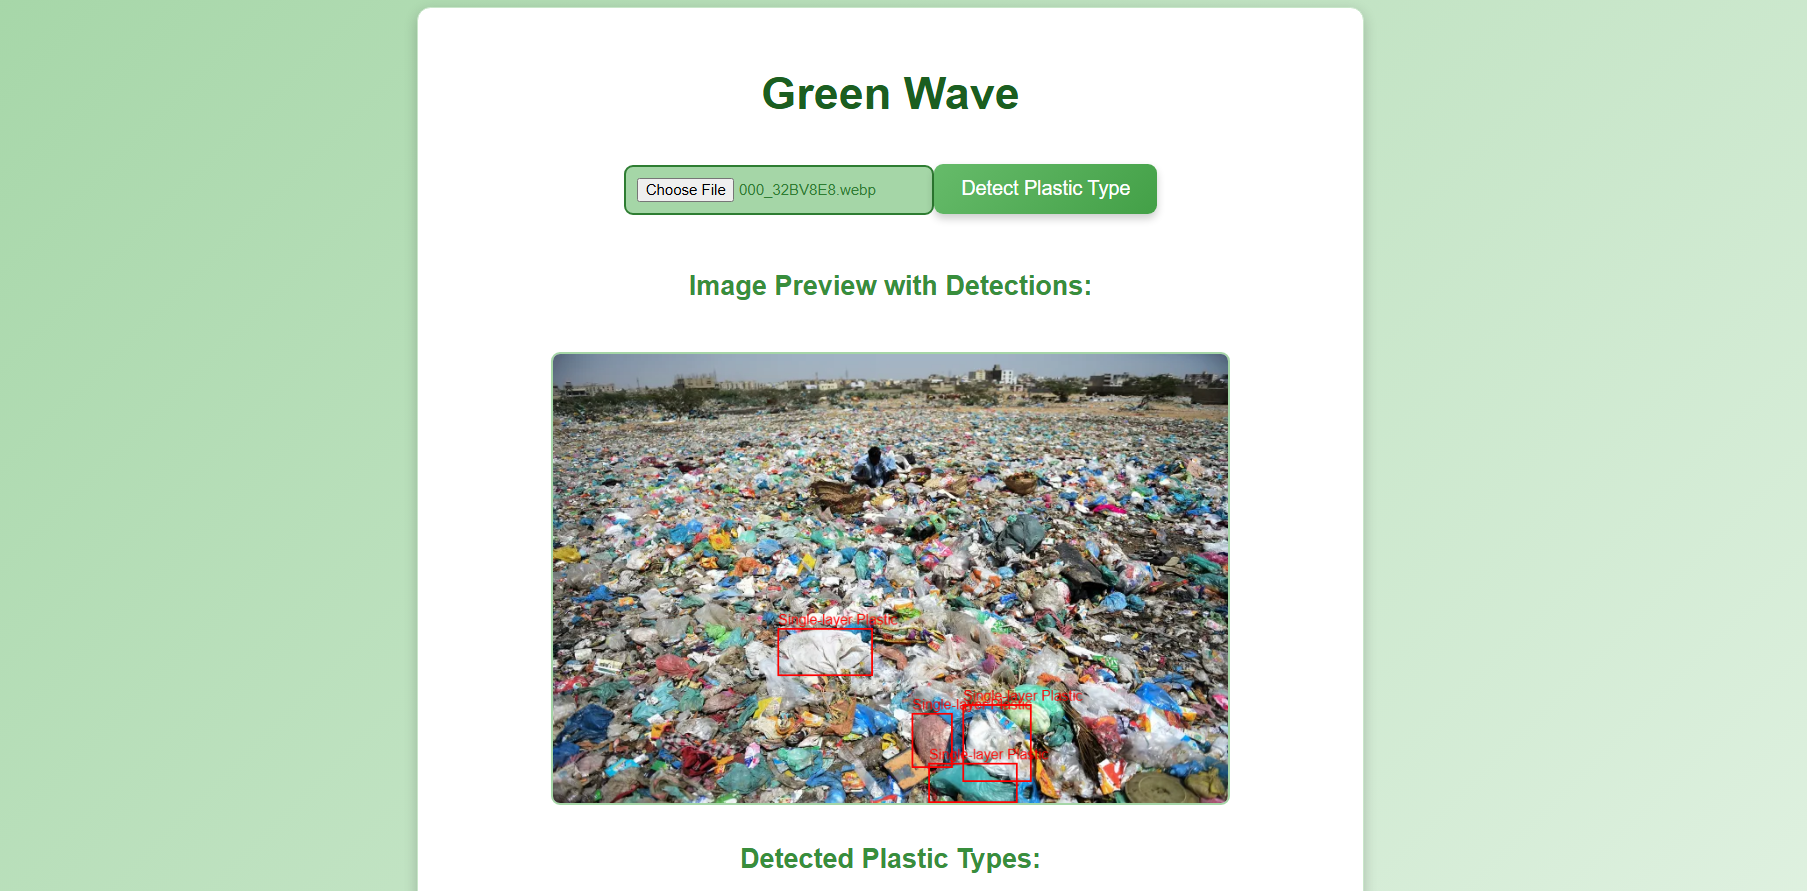 Green Wave
Choose File 000_32BV8E8.webp
Detect Plastic Type
Image Preview with Detections:
Single-layer Plastic
Single-layer Plastic
Single-layer Plastic
Single-layer Plastic
Detected Plastic Types: